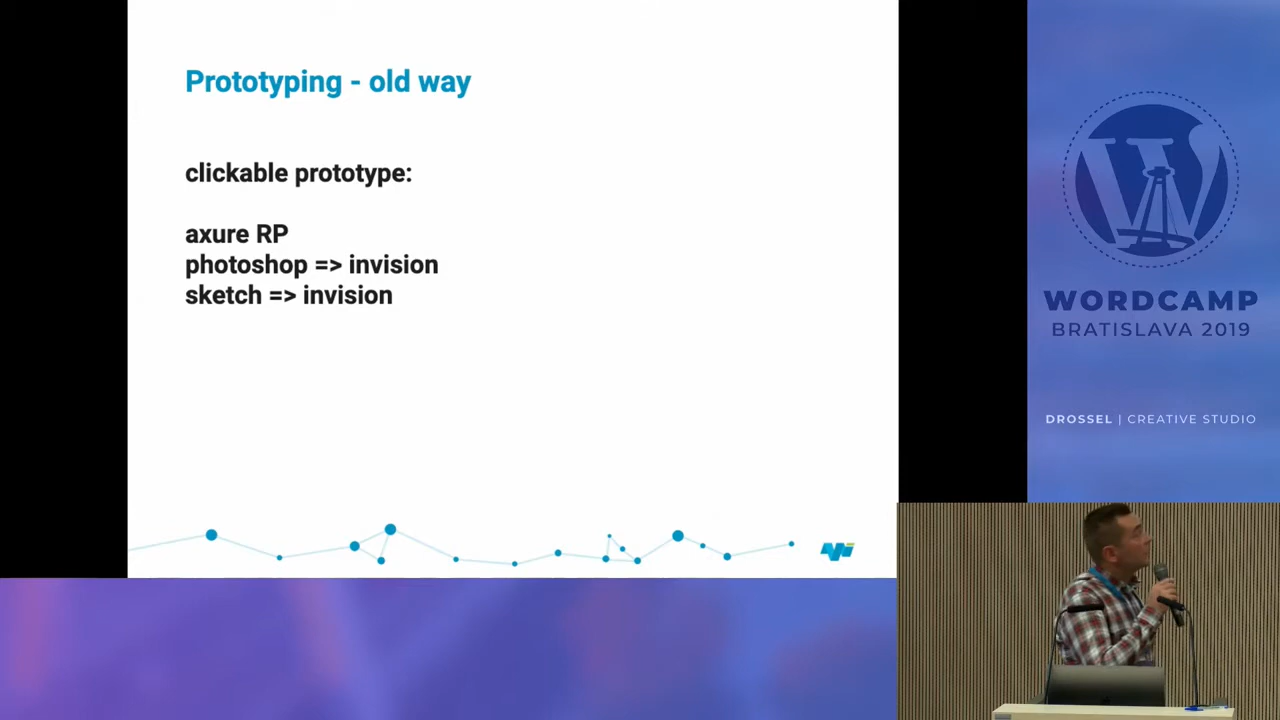 Prototyping - old way
clickable prototype:
axure RP
photoshop => invision
sketch => invision
WORDCAMP
BRATISLAVA 2019
DROSSEL | CREATIVE STUDIO